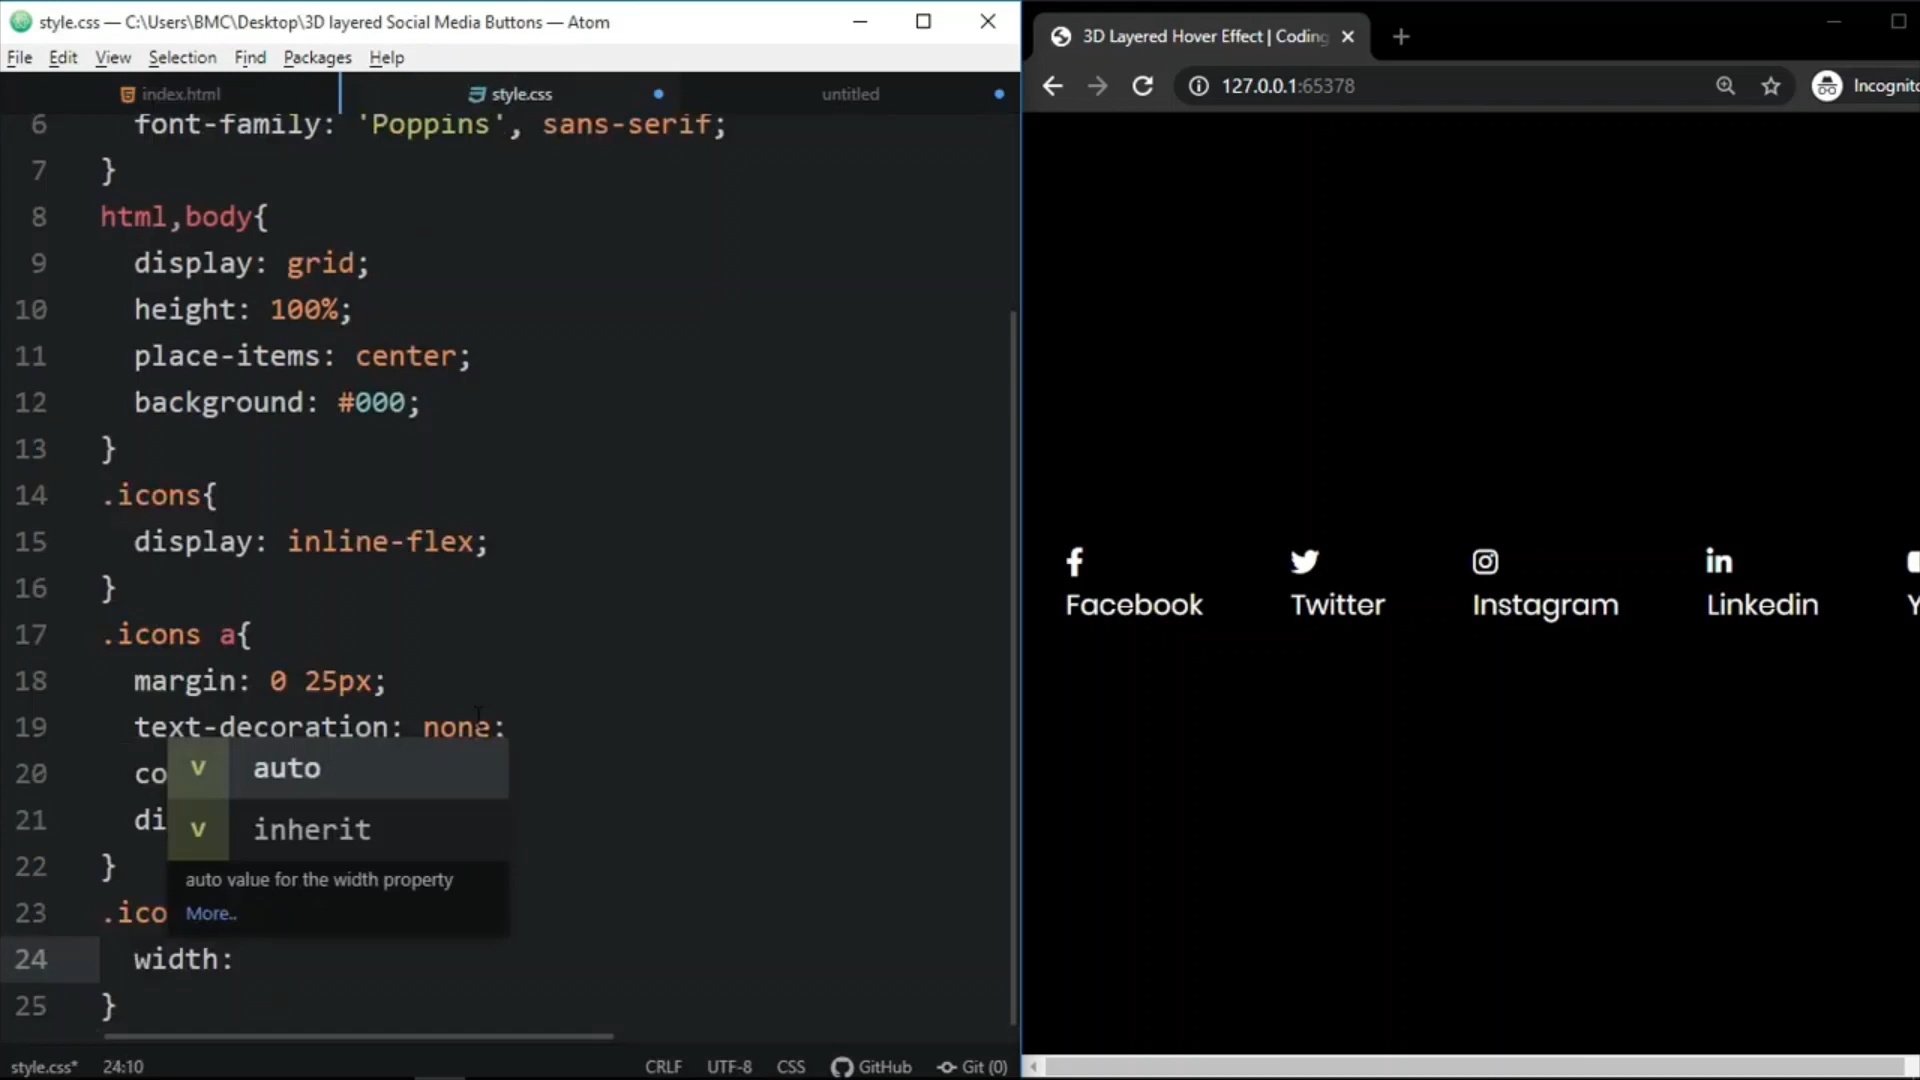 style.css — C:\Users\BMC\Desktop\3D layered Social Media Buttons — Atom
File Edit View Selection Find Packages Help
index.html style.css untitled
6 font-family: 'Poppins', sans-serif;
7 }
8 html,body{
9 display: grid;
10 height: 100%;
11 place-items: center;
12 background: #000;
13 }
14 .icons{
15 display: inline-flex;
16 }
17 .icons a{
18 margin: 0 25px;
19 text-decoration: none;
20 co
21 di
22 }
23 .ico
24 width:
25 }
v auto
v inherit
auto value for the width property
More..
style.css* 24:10 CRLF UTF-8 CSS GitHub Git (0)
3D Layered Hover Effect | Coding
127.0.0.1:65378
Incognito
Facebook Twitter Instagram Linkedin Y